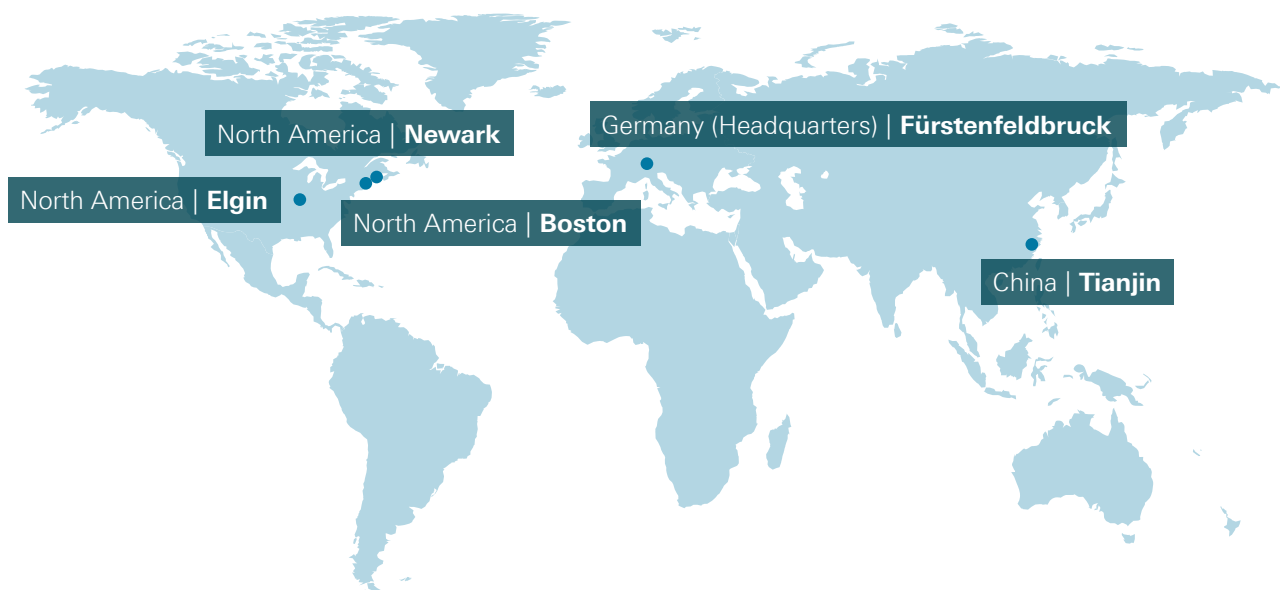 North America | Newark
Germany (Headquarters) | Fürstenfeldbruck
North America | Elgin
North America | Boston
China | Tianjin